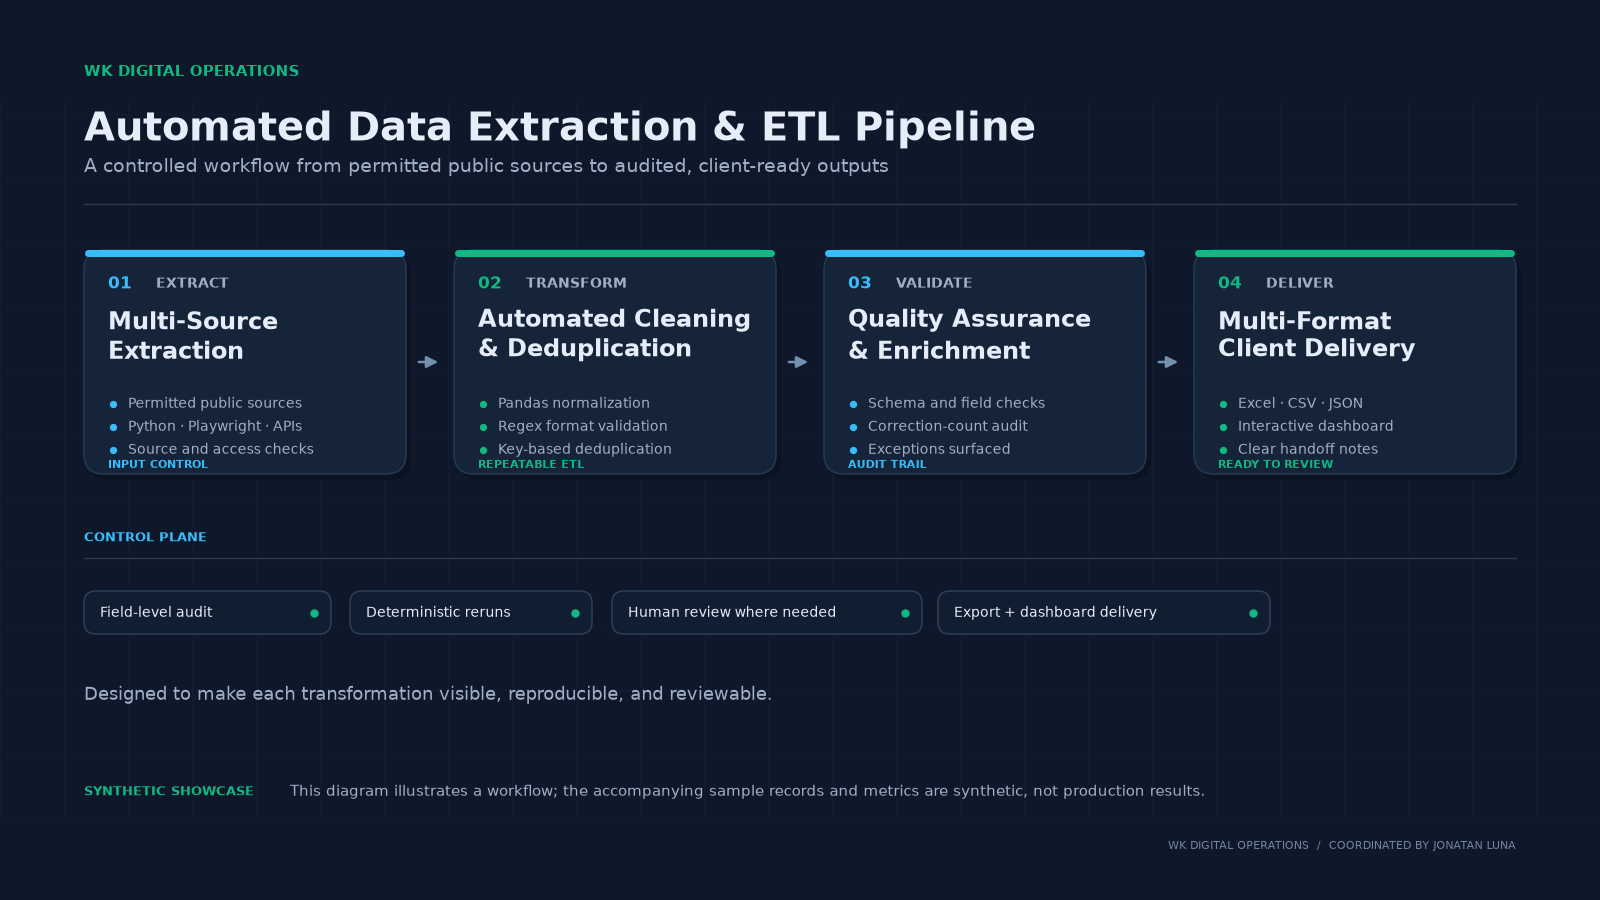 WK DIGITAL OPERATIONS
Automated Data Extraction & ETL Pipeline
A controlled workflow from permitted public sources to audited, client-ready outputs
01 EXTRACT
Multi-Source
Extraction
● Permitted public sources
● Python · Playwright · APIs
● Source and access checks
INPUT CONTROL
02 TRANSFORM
Automated Cleaning
& Deduplication
● Pandas normalization
● Regex format validation
● Key-based deduplication
REPEATABLE ETL
03 VALIDATE
Quality Assurance
& Enrichment
● Schema and field checks
● Correction-count audit
● Exceptions surfaced
AUDIT TRAIL
04 DELIVER
Multi-Format
Client Delivery
● Excel · CSV · JSON
● Interactive dashboard
● Clear handoff notes
READY TO REVIEW
CONTROL PLANE
Field-level audit
Deterministic reruns
Human review where needed
Export + dashboard delivery
Designed to make each transformation visible, reproducible, and reviewable.
SYNTHETIC SHOWCASE This diagram illustrates a workflow; the accompanying sample records and metrics are synthetic, not production results.
WK DIGITAL OPERATIONS / COORDINATED BY JONATAN LUNA